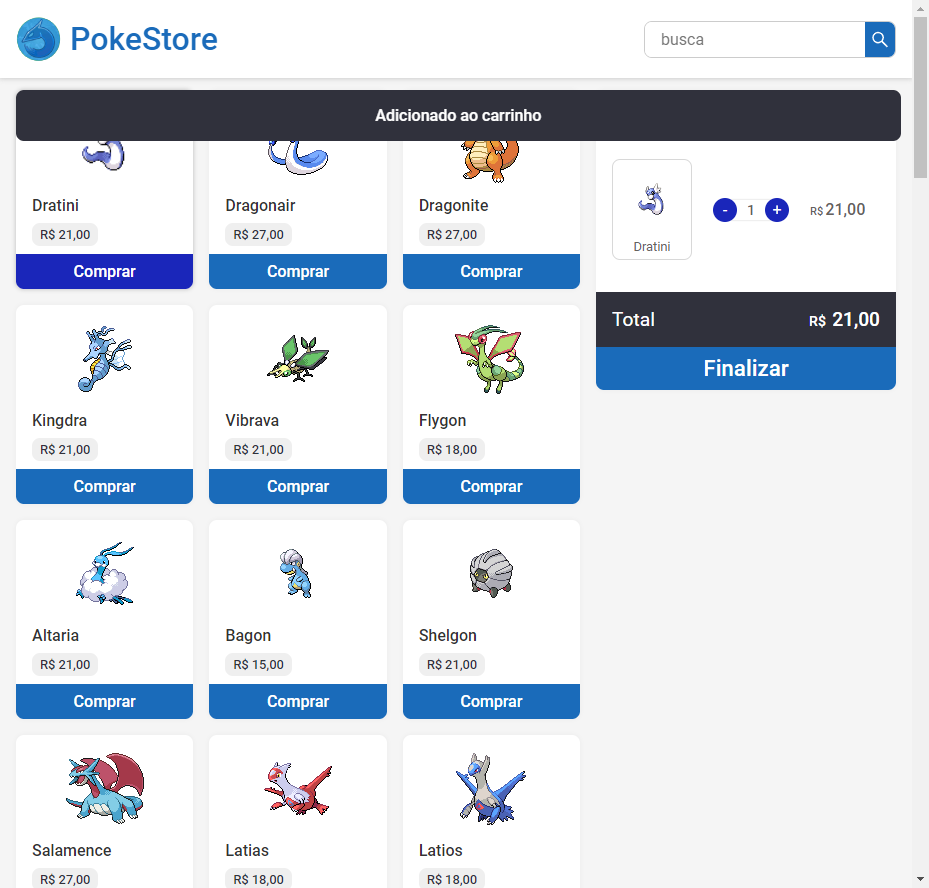 PokeStore
busca
Adicionado ao carrinho
Dratini
R$ 21,00
Comprar
Dragonair
R$ 27,00
Comprar
Dragonite
R$ 27,00
Comprar
Dratini
- 1 +
R$ 21,00
Total
R$ 21,00
Finalizar
Kingdra
R$ 21,00
Comprar
Vibrava
R$ 21,00
Comprar
Flygon
R$ 18,00
Comprar
Altaria
R$ 21,00
Comprar
Bagon
R$ 15,00
Comprar
Shelgon
R$ 21,00
Comprar
Salamence
R$ 27,00
Latias
R$ 18,00
Latios
R$ 18,00